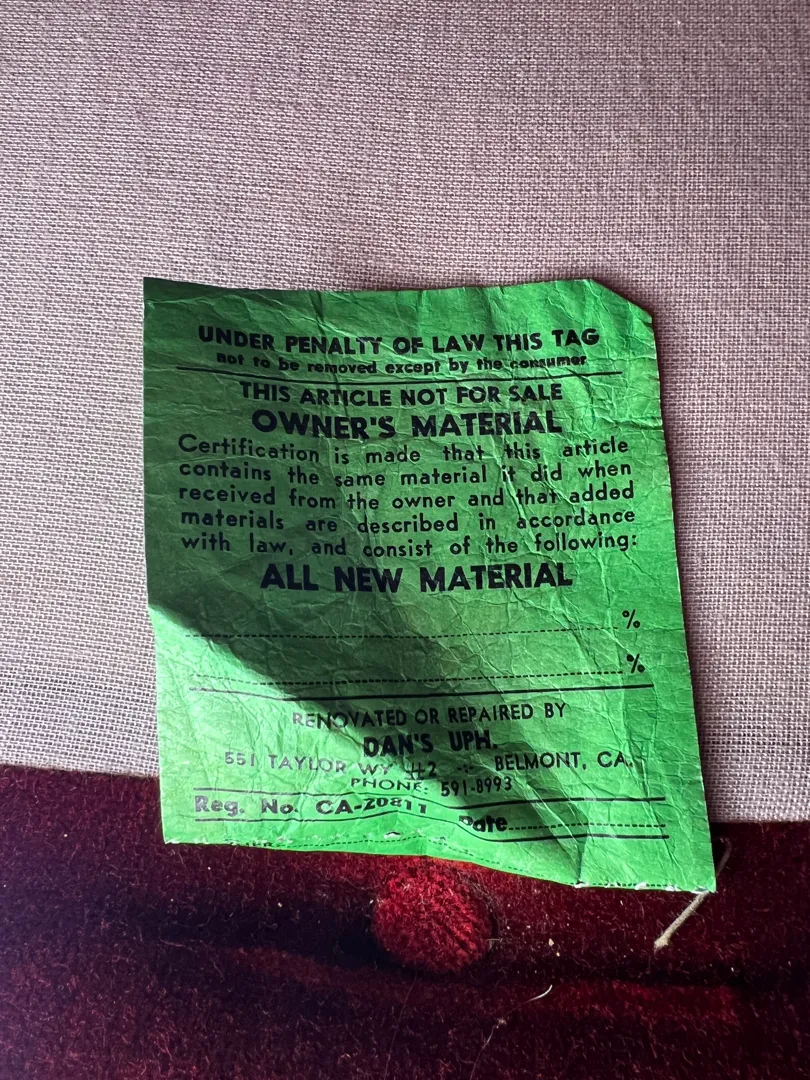 UNDER PENALTY OF LAW THIS TAG
not to be removed except by the consumer
THIS ARTICLE NOT FOR SALE
OWNER'S MATERIAL
Certification is made that this article
contains the same material it did when
received from the owner and that added
materials are described in accordance
with law, and consist of the following:
ALL NEW MATERIAL
%
%
RENOVATED OR REPAIRED BY
DAN'S UPH.
551 TAYLOR WY #2 -:- BELMONT, CA.
PHONE: 591-8993
Reg. No. CA-20811 Date